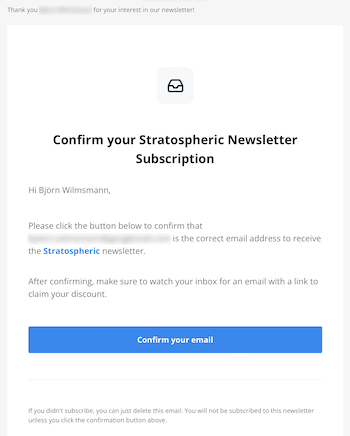 Thank you for your interest in our newsletter!
Confirm your Stratospheric Newsletter
Subscription
Hi Björn Wilmsmann,
Please click the button below to confirm that
is the correct email address to receive
the Stratospheric newsletter.
After confirming, make sure to watch your inbox for an email with a link to
claim your discount.
Confirm your email
If you didn't subscribe, you can just delete this email. You will not be subscribed to this newsletter
unless you click the confirmation button above.